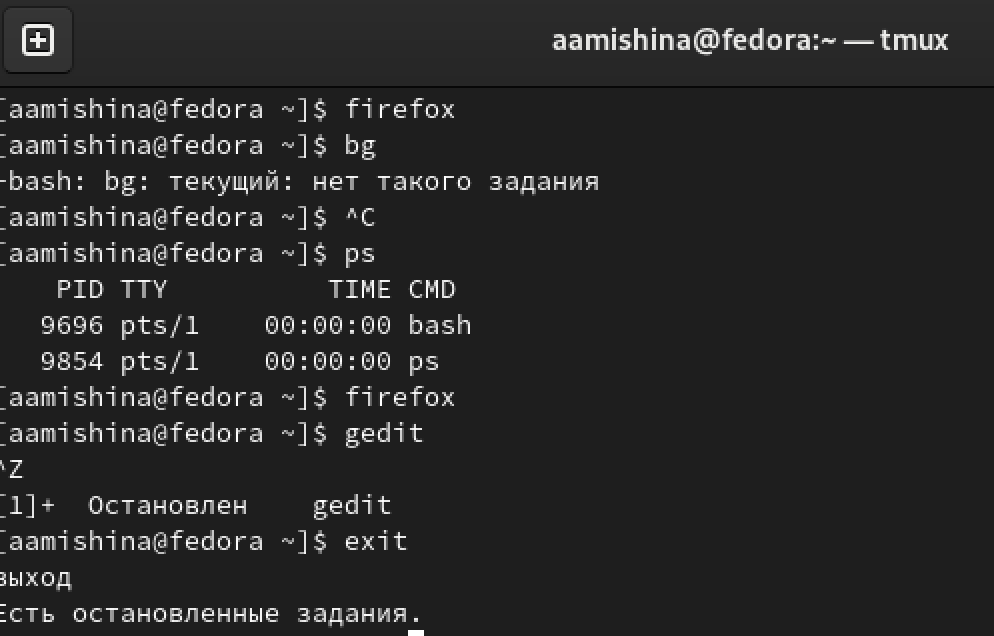 aamishina@fedora:~ — tmux
[aamishina@fedora ~]$ firefox
[aamishina@fedora ~]$ bg
-bash: bg: текущий: нет такого задания
[aamishina@fedora ~]$ ^C
[aamishina@fedora ~]$ ps
    PID TTY          TIME CMD
   9696 pts/1    00:00:00 bash
   9854 pts/1    00:00:00 ps
[aamishina@fedora ~]$ firefox
[aamishina@fedora ~]$ gedit
^Z
[1]+  Остановлен    gedit
[aamishina@fedora ~]$ exit
выход
Есть остановленные задания.